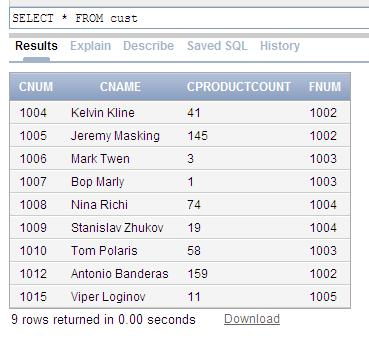 SELECT * FROM cust
Results Explain Describe Saved SQL History
CNUM CNAME CPRODUCTCOUNT FNUM
1004 Kelvin Kline 41 1002
1005 Jeremy Masking 145 1002
1006 Mark Twen 3 1003
1007 Bop Marly 1 1003
1008 Nina Richi 74 1004
1009 Stanislav Zhukov 19 1004
1010 Tom Polaris 58 1003
1012 Antonio Banderas 159 1002
1015 Viper Loginov 11 1005
9 rows returned in 0.00 seconds Download